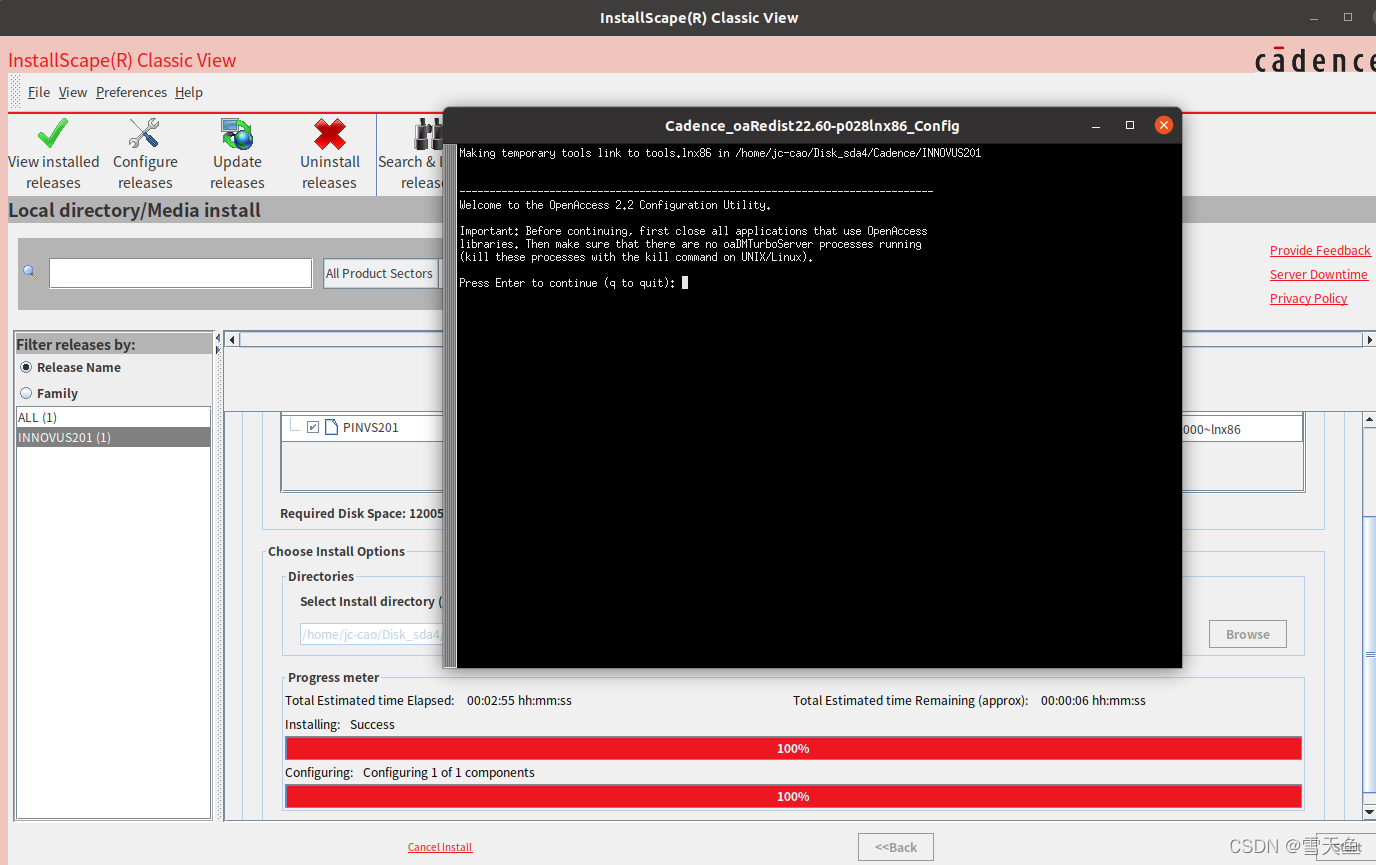 InstallScape(R) Classic View
InstallScape(R) Classic View
cādence
File View Preferences Help
View installed releases
Configure releases
Update releases
Uninstall releases
Search & I
releas
Local directory/Media install
All Product Sectors
Provide Feedback
Server Downtime
Privacy Policy
Filter releases by:
Release Name
Family
ALL (1)
INNOVUS201 (1)
Cadence_oaRedist22.60-p028lnx86_Config
Making temporary tools link to tools.lnx86 in /home/jc-cao/Disk_sda4/Cadence/INNOVUS201
-------------------------------------------------------------------------------
Welcome to the OpenAccess 2.2 Configuration Utility.
Important: Before continuing, first close all applications that use OpenAccess
libraries. Then make sure that there are no oaDMTurboServer processes running
(kill these processes with the kill command on UNIX/Linux).
Press Enter to continue (q to quit):
PINVS201
000~lnx86
Required Disk Space: 12005
Choose Install Options
Directories
Select Install directory (
/home/jc-cao/Disk_sda4/
Browse
Progress meter
Total Estimated time Elapsed: 00:02:55 hh:mm:ss Total Estimated time Remaining (approx): 00:00:06 hh:mm:ss
Installing: Success
100%
Configuring: Configuring 1 of 1 components
100%
Cancel Install
<<Back
Start
CSDN @雪天鱼